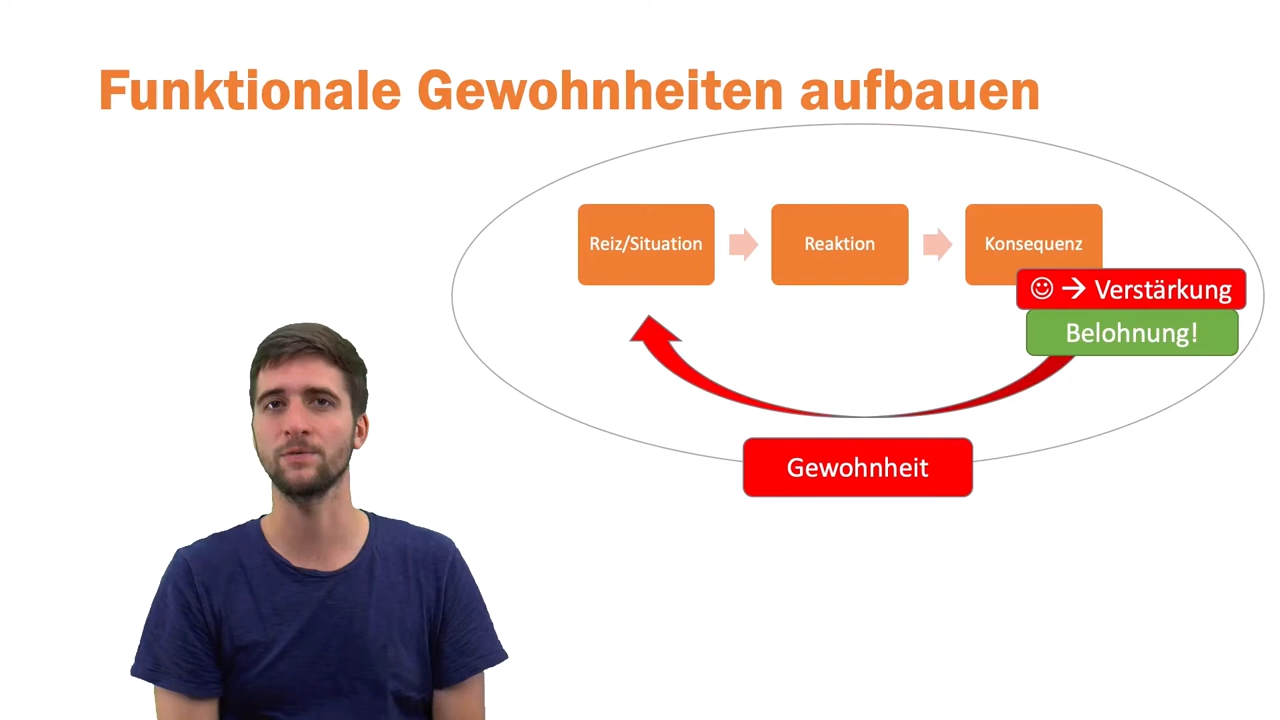 Funktionale Gewohnheiten aufbauen
Reiz/Situation
Reaktion
Konsequenz
☺ → Verstärkung
Belohnung!
Gewohnheit